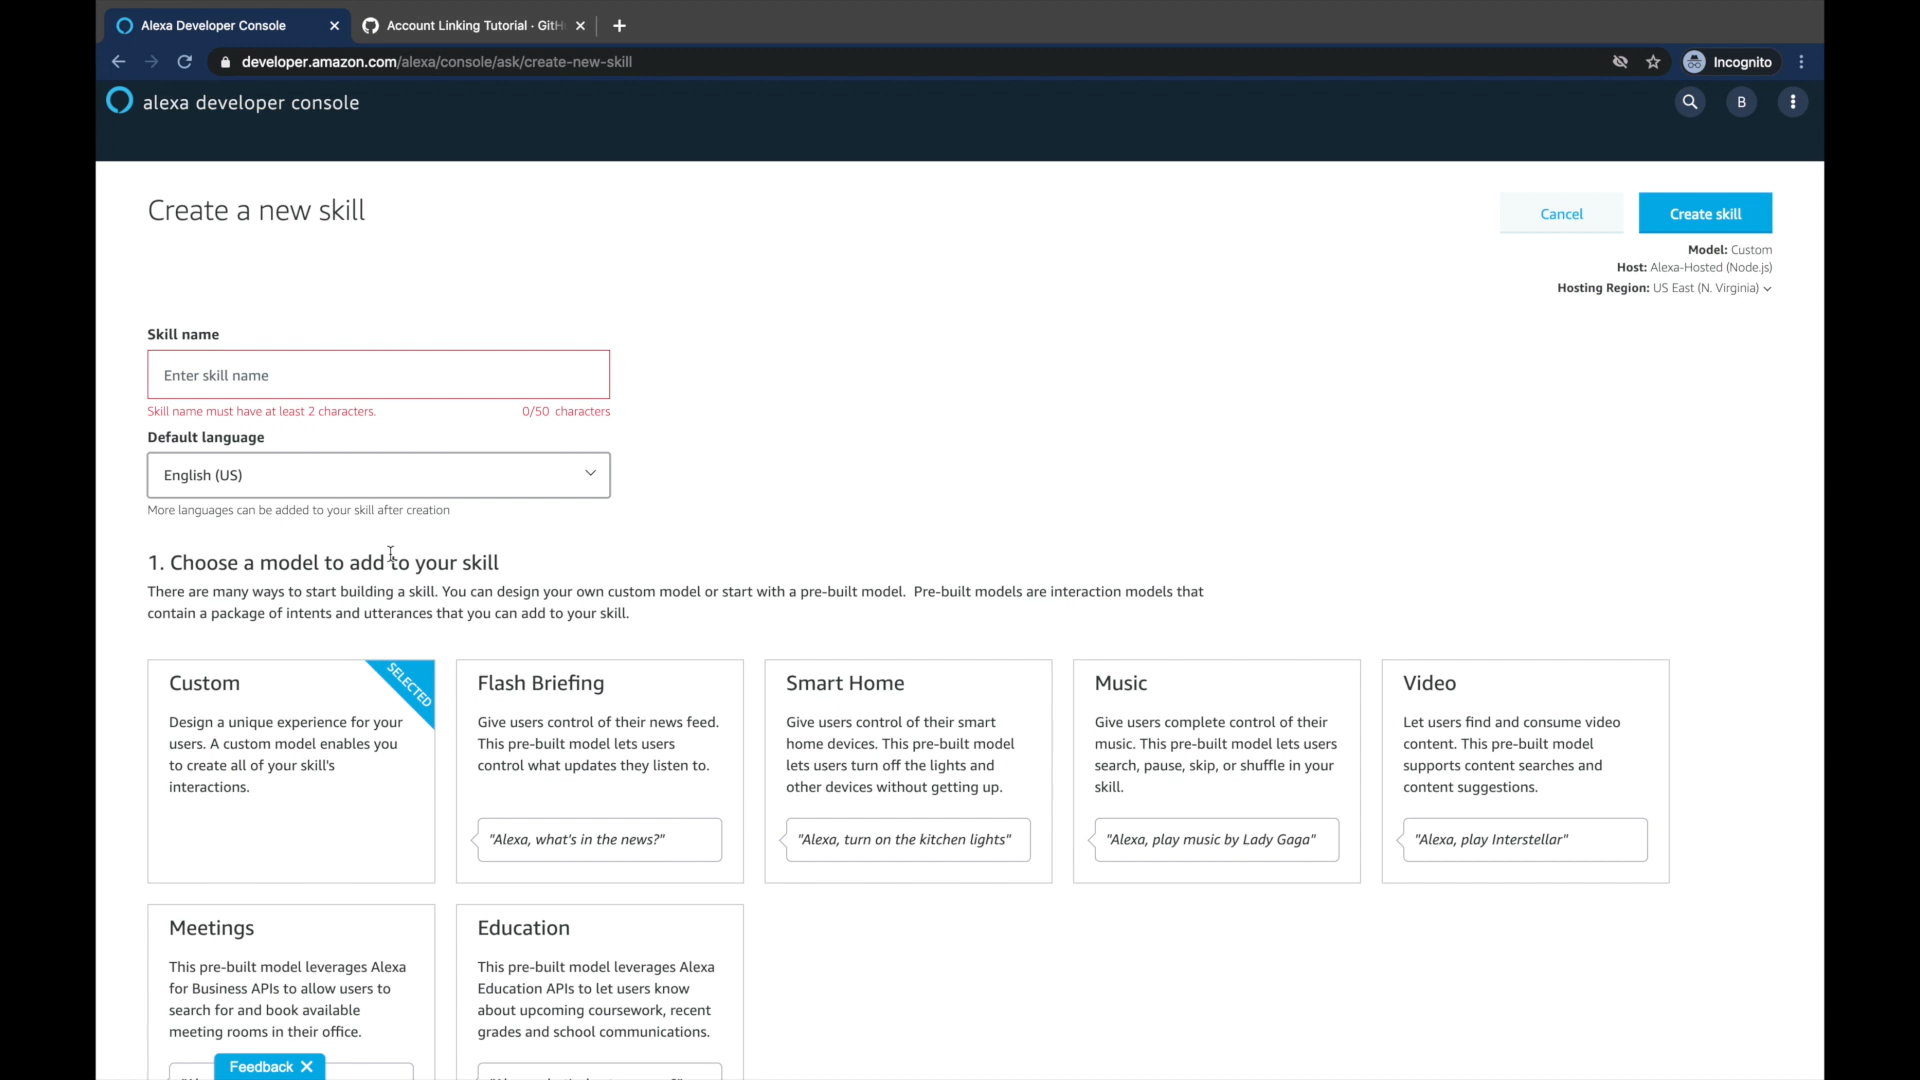 Alexa Developer Console
Account Linking Tutorial · GitH
developer.amazon.com/alexa/console/ask/create-new-skill
Incognito
alexa developer console
B
Create a new skill
Cancel
Create skill
Model: Custom
Host: Alexa-Hosted (Node.js)
Hosting Region: US East (N. Virginia)
Skill name
Enter skill name
Skill name must have at least 2 characters.
0/50 characters
Default language
English (US)
More languages can be added to your skill after creation
1. Choose a model to add to your skill
There are many ways to start building a skill. You can design your own custom model or start with a pre-built model. Pre-built models are interaction models that
contain a package of intents and utterances that you can add to your skill.
Custom
SELECTED
Design a unique experience for your
users. A custom model enables you
to create all of your skill's
interactions.
Flash Briefing
Give users control of their news feed.
This pre-built model lets users
control what updates they listen to.
"Alexa, what's in the news?"
Smart Home
Give users control of their smart
home devices. This pre-built model
lets users turn off the lights and
other devices without getting up.
"Alexa, turn on the kitchen lights"
Music
Give users complete control of their
music. This pre-built model lets users
search, pause, skip, or shuffle in your
skill.
"Alexa, play music by Lady Gaga"
Video
Let users find and consume video
content. This pre-built model
supports content searches and
content suggestions.
"Alexa, play Interstellar"
Meetings
This pre-built model leverages Alexa
for Business APIs to allow users to
search for and book available
meeting rooms in their office.
Education
This pre-built model leverages Alexa
Education APIs to let users know
about upcoming coursework, recent
grades and school communications.
Feedback